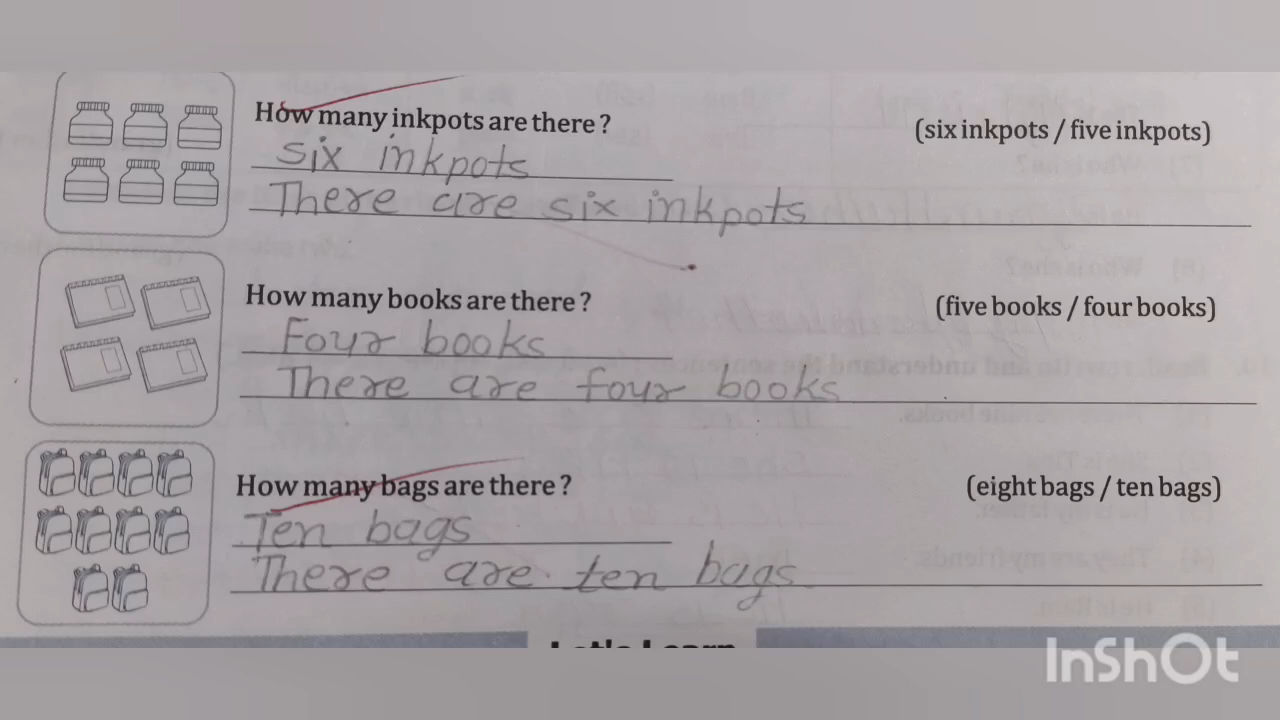 How many inkpots are there? (six inkpots / five inkpots)
six inkpots
There are six inkpots
How many books are there? (five books / four books)
Four books
There are four books
How many bags are there? (eight bags / ten bags)
Ten bags
There are ten bags.
Let's Learn
InShOt